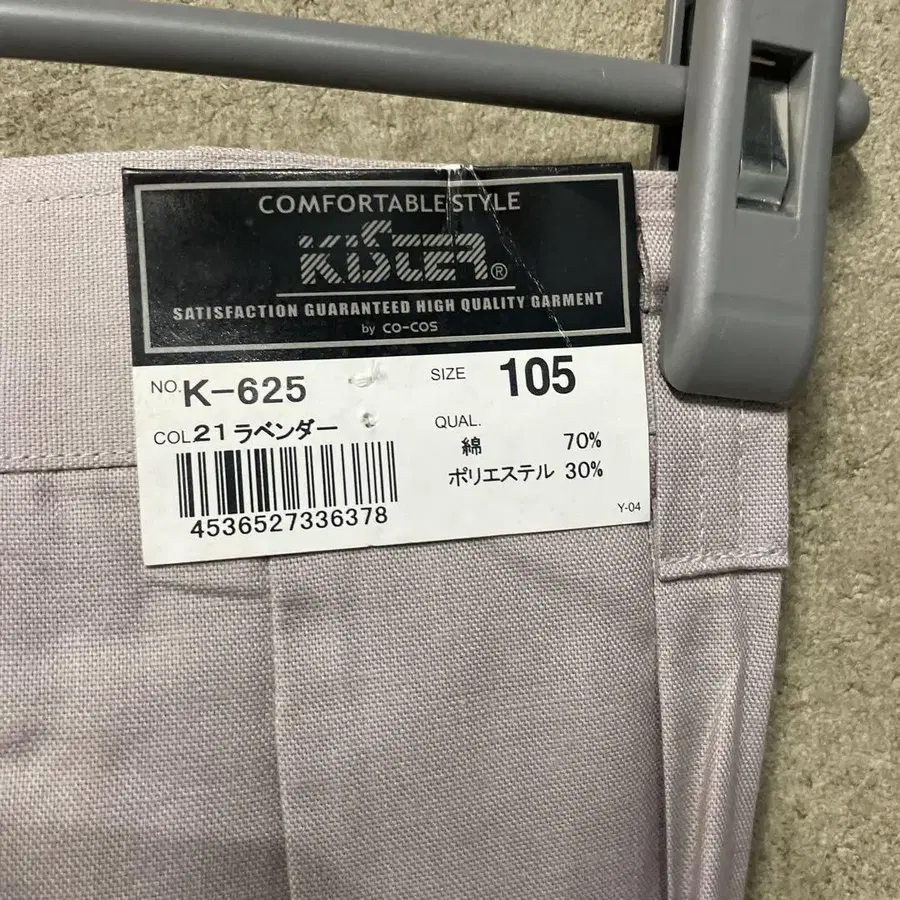 COMFORTABLE STYLE
KiSTER®
SATISFACTION GUARANTEED HIGH QUALITY GARMENT
by CO-COS
NO. K-625
SIZE 105
COL 21 ラベンダー
QUAL.
綿 70%
ポリエステル 30%
4536527336378
Y-04